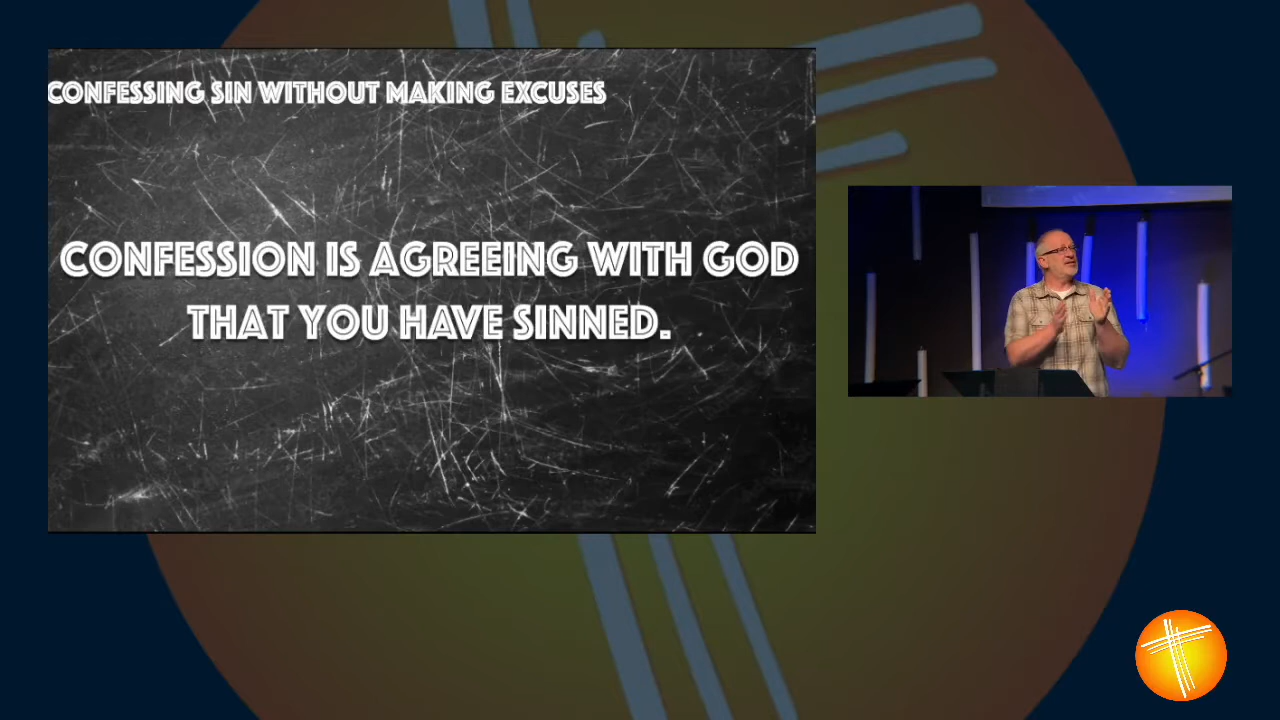 CONFESSING SIN WITHOUT MAKING EXCUSES
CONFESSION IS AGREEING WITH GOD
THAT YOU HAVE SINNED.